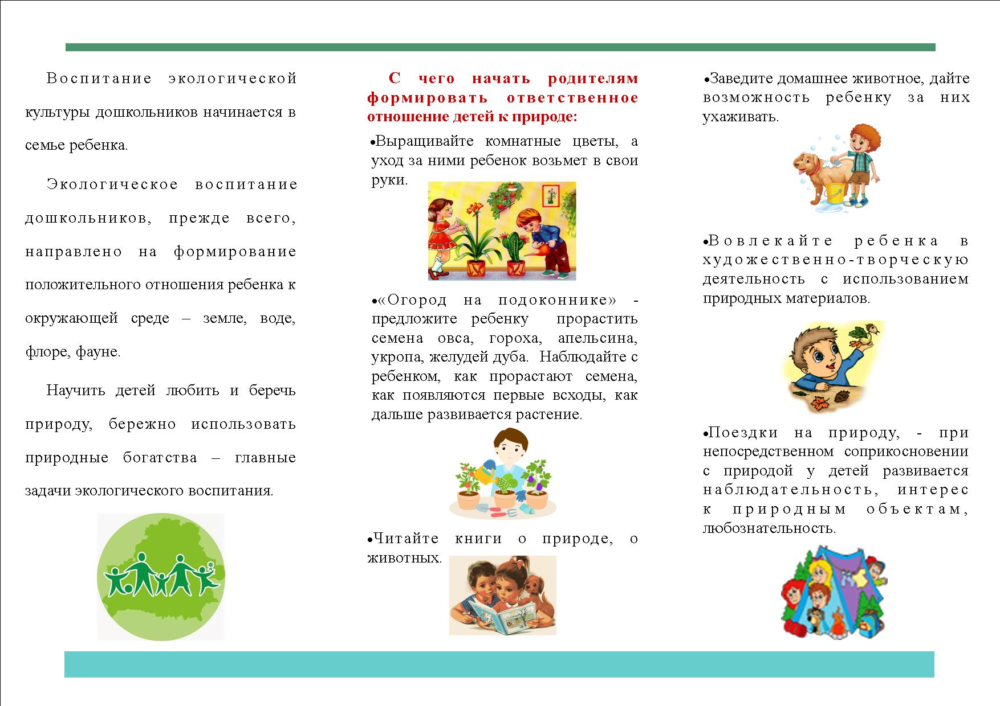 Воспитание экологической
культуры дошкольников начинается в
семье ребенка.
Экологическое воспитание
дошкольников, прежде всего,
направлено на формирование
положительного отношения ребенка к
окружающей среде – земле, воде,
флоре, фауне.
Научить детей любить и беречь
природу, бережно использовать
природные богатства – главные
задачи экологического воспитания.
С чего начать родителям
формировать ответственное
отношение детей к природе:
•Выращивайте комнатные цветы, а
уход за ними ребенок возьмет в свои
руки.
•«Огород на подоконнике» -
предложите ребенку прорастить
семена овса, гороха, апельсина,
укропа, желудей дуба. Наблюдайте с
ребенком, как прорастают семена,
как появляются первые всходы, как
дальше развивается растение.
•Читайте книги о природе, о
животных.
•Заведите домашнее животное, дайте
возможность ребенку за них
ухаживать.
•Вовлекайте ребенка в
художественно-творческую
деятельность с использованием
природных материалов.
•Поездки на природу, - при
непосредственном соприкосновении
с природой у детей развивается
наблюдательность, интерес
к природным объектам,
любознательность.